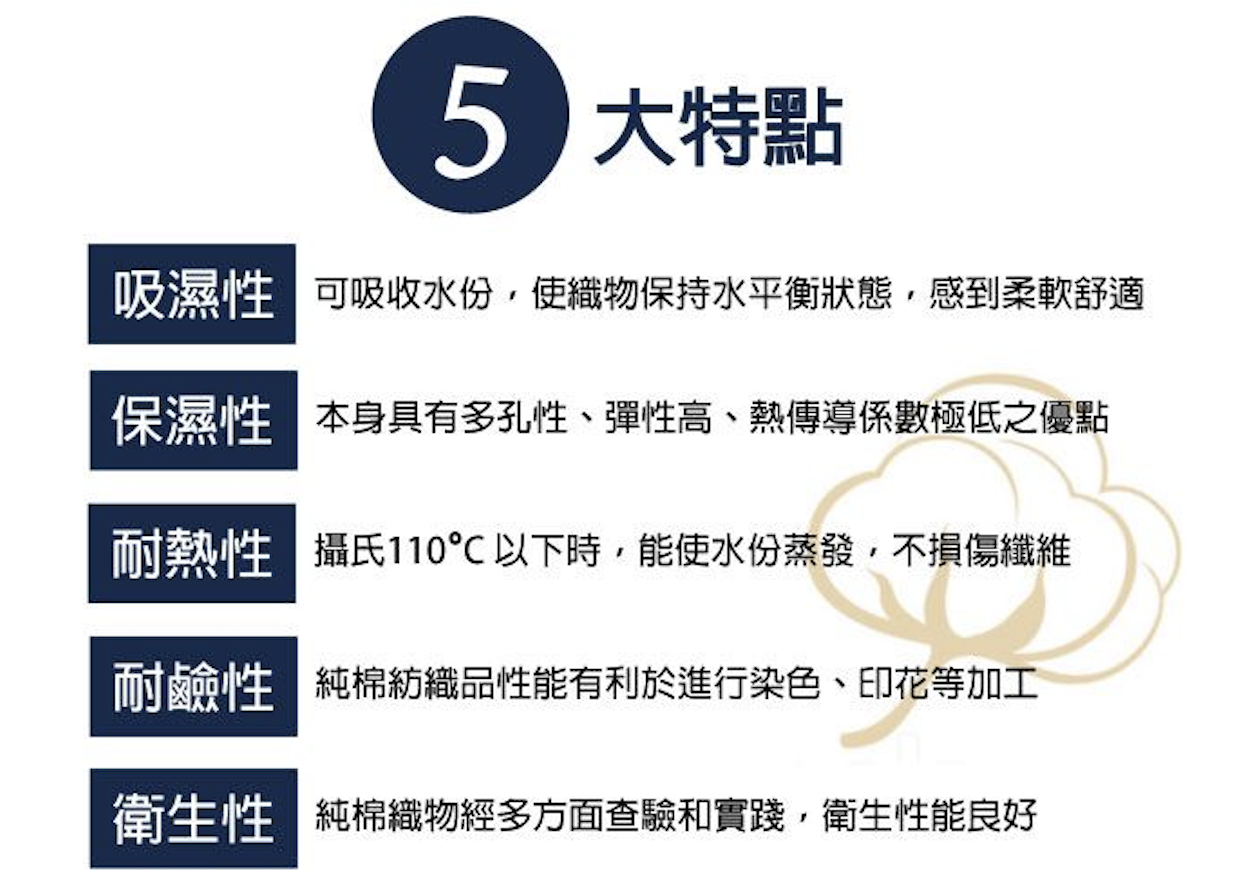 5 大特點
吸濕性 可吸收水份，使織物保持水平衡狀態，感到柔軟舒適
保濕性 本身具有多孔性、彈性高、熱傳導係數極低之優點
耐熱性 攝氏110°C 以下時，能使水份蒸發，不損傷纖維
耐鹼性 純棉紡織品性能有利於進行染色、印花等加工
衛生性 純棉織物經多方面查驗和實踐，衛生性能良好